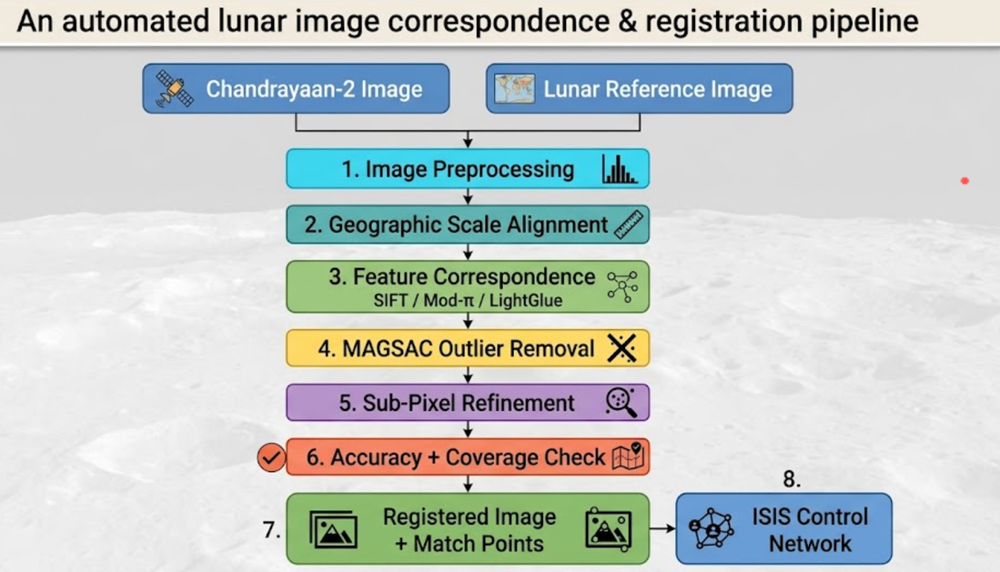 An automated lunar image correspondence & registration pipeline
Chandrayaan-2 Image
Lunar Reference Image
1. Image Preprocessing
2. Geographic Scale Alignment
3. Feature Correspondence
SIFT / Mod-π / LightGlue
4. MAGSAC Outlier Removal
5. Sub-Pixel Refinement
6. Accuracy + Coverage Check
7.
Registered Image
+ Match Points
8.
ISIS Control
Network